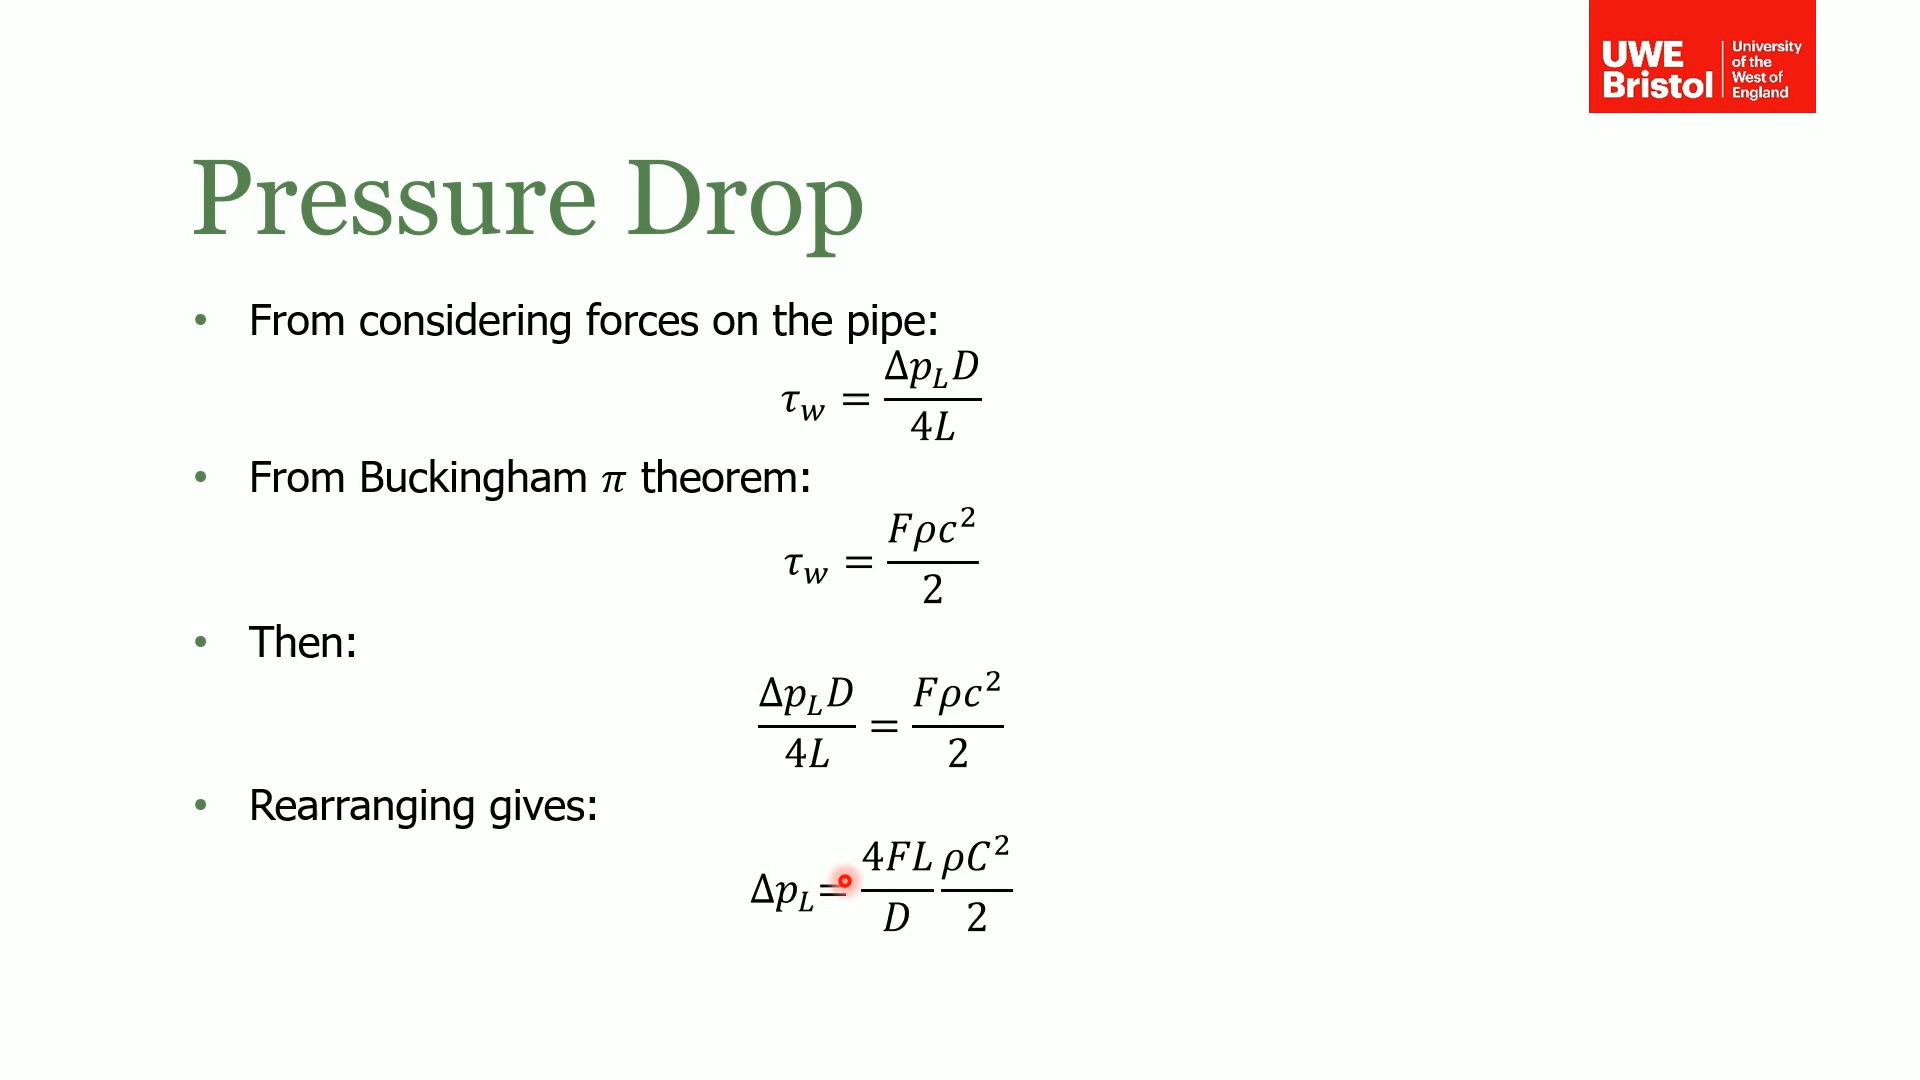 UWE Bristol
University of the West of England
Pressure Drop
• From considering forces on the pipe:
τ_w = Δp_L D / 4L
• From Buckingham π theorem:
τ_w = Fρc² / 2
• Then:
Δp_L D / 4L = Fρc² / 2
• Rearranging gives:
Δp_L = 4FL / D ρC² / 2